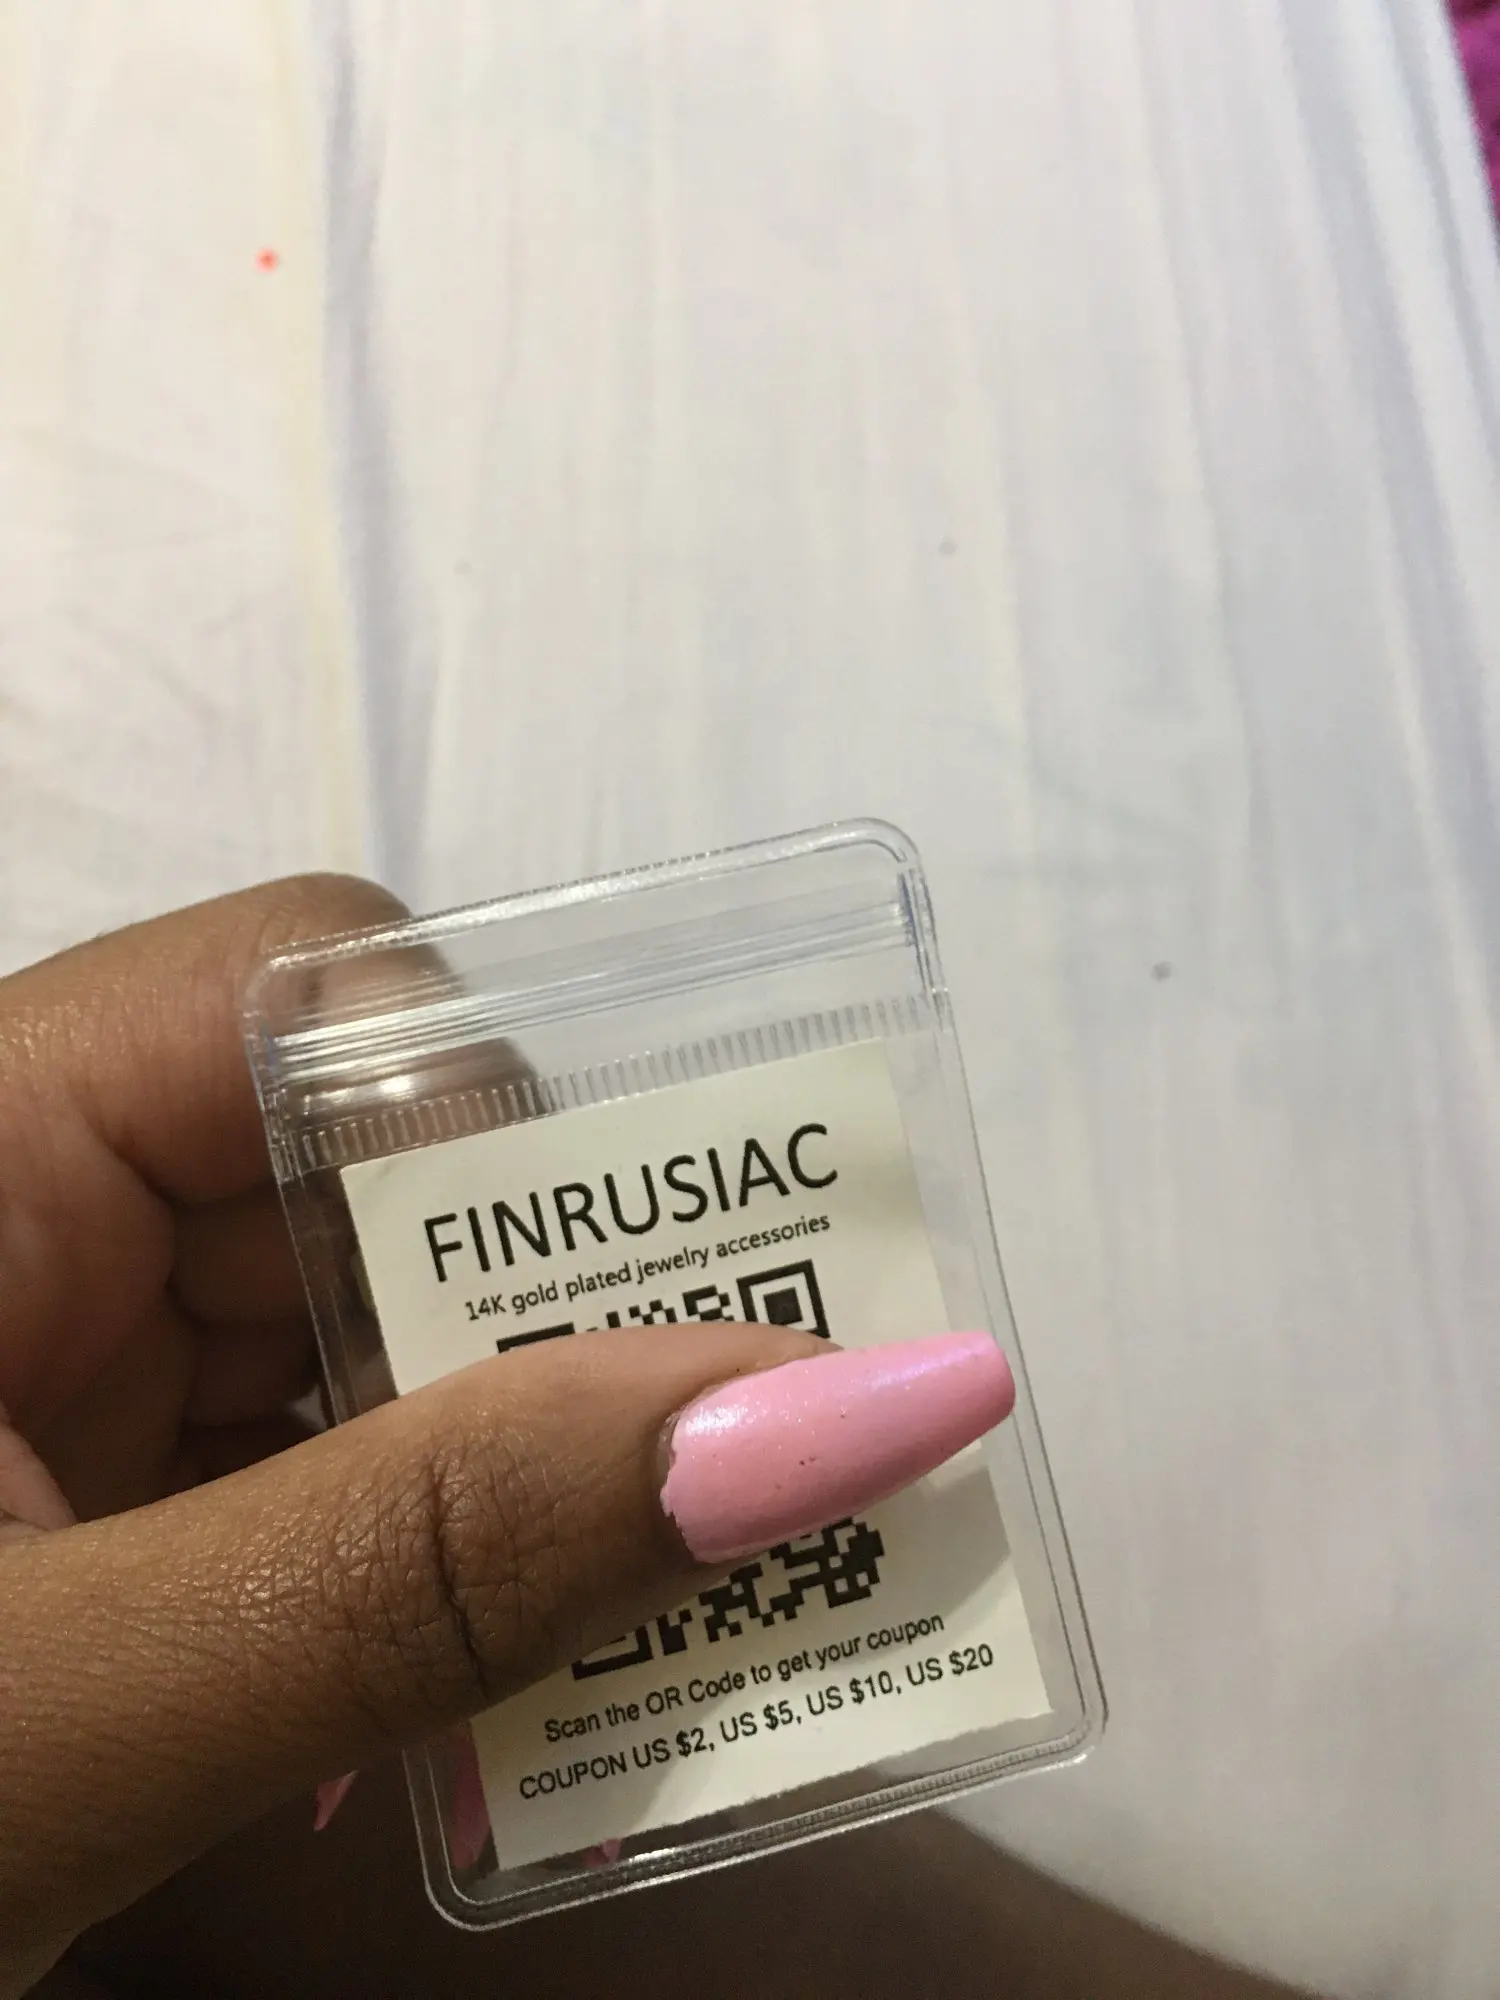 FINRUSIAC
14K gold plated jewelry accessories
Scan the OR Code to get your coupon
COUPON US $2, US $5, US $10, US $20